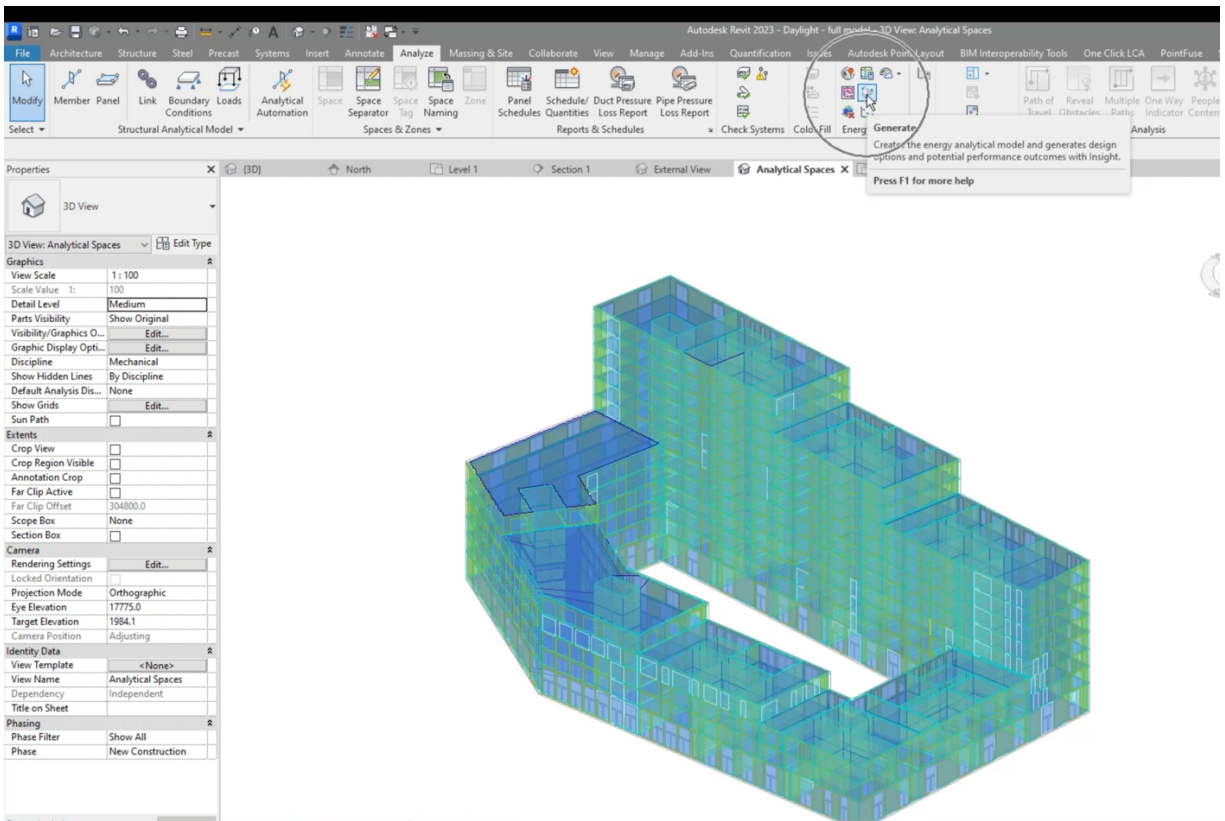 Autodesk Revit 2023 - Daylight - full model - 3D View: Analytical Spaces
File Architecture Structure Steel Precast Systems Insert Annotate Analyze Massing & Site Collaborate View Manage Add-Ins Quantification Issues Autodesk Point Layout BIM Interoperability Tools One Click LCA PointFuse
Modify Member Panel Link Boundary Conditions Loads Analytical Automation Space Space Separator Space Tag Space Naming Zone Panel Schedules Schedule/ Quantities Duct Pressure Loss Report Pipe Pressure Loss Report Path of Travel Reveal Obstacles Multiple Paths One Way Indicator People Content
Select Structural Analytical Model Spaces & Zones Reports & Schedules Check Systems Color Fill Energ Analysis
Generate
Creates the energy analytical model and generates design
options and potential performance outcomes with Insight.
Press F1 for more help
Properties X {3D} North Level 1 Section 1 External View Analytical Spaces X
3D View
3D View: Analytical Spaces Edit Type
Graphics
View Scale 1 : 100
Scale Value 1: 100
Detail Level Medium
Parts Visibility Show Original
Visibility/Graphics O... Edit...
Graphic Display Opti... Edit...
Discipline Mechanical
Show Hidden Lines By Discipline
Default Analysis Dis... None
Show Grids Edit...
Sun Path
Extents
Crop View
Crop Region Visible
Annotation Crop
Far Clip Active
Far Clip Offset 304800.0
Scope Box None
Section Box
Camera
Rendering Settings Edit...
Locked Orientation
Projection Mode Orthographic
Eye Elevation 17775.0
Target Elevation 1984.1
Camera Position Adjusting
Identity Data
View Template <None>
View Name Analytical Spaces
Dependency Independent
Title on Sheet
Phasing
Phase Filter Show All
Phase New Construction